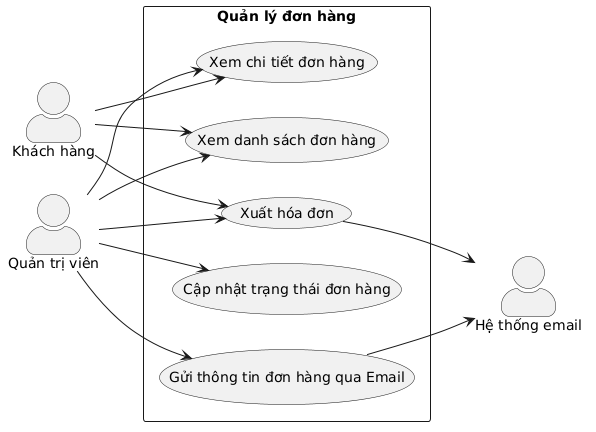 Quản lý đơn hàng
Xem chi tiết đơn hàng
Khách hàng
Xem danh sách đơn hàng
Xuất hóa đơn
Quản trị viên
Cập nhật trạng thái đơn hàng
Hệ thống email
Gửi thông tin đơn hàng qua Email